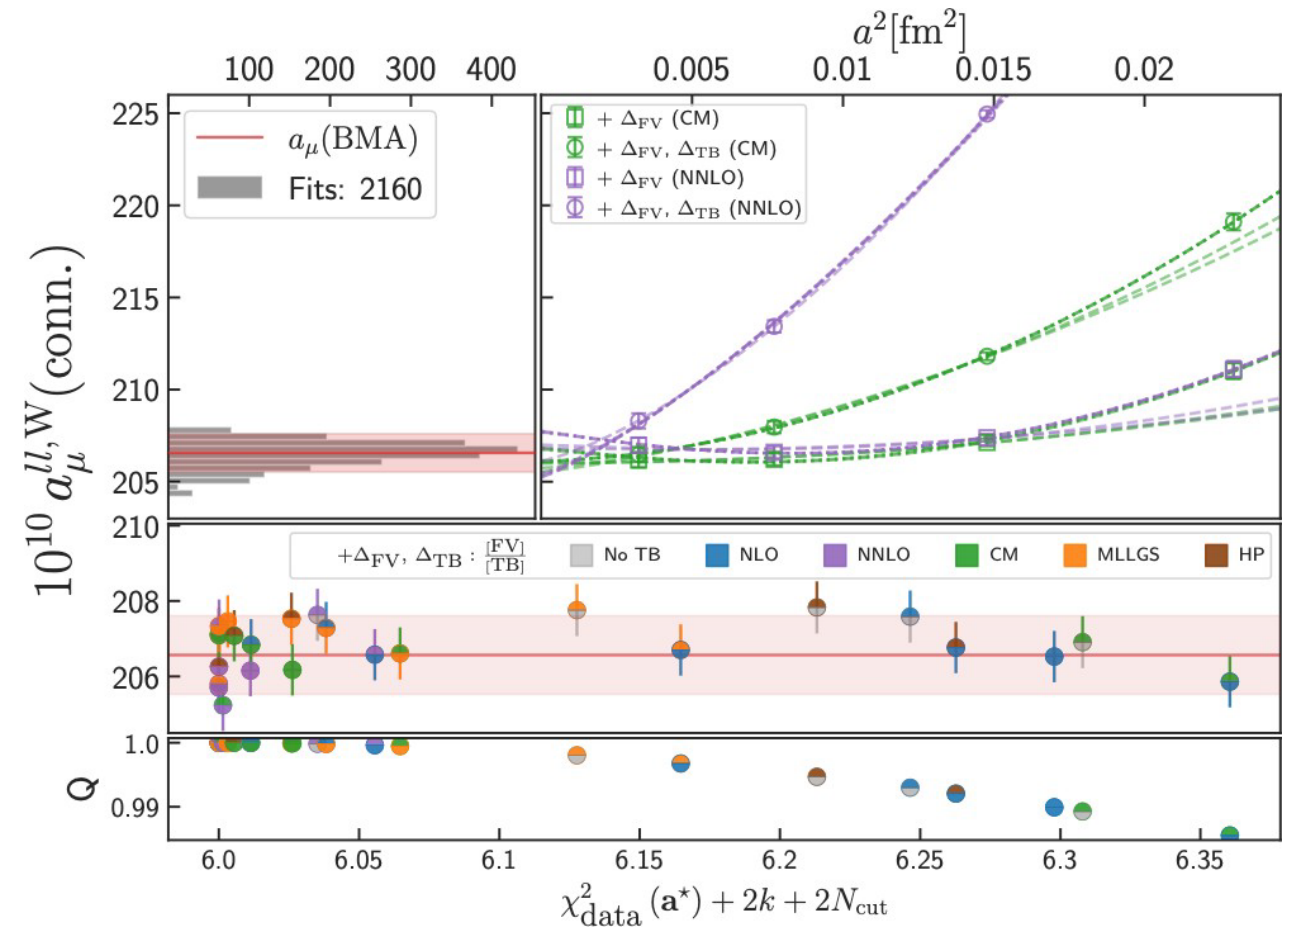 a² [fm²]
100 200 300 400
0.005 0.01 0.015 0.02
10¹⁰ a_μ^{ll,W}(conn.)
225
220
215
210
205
a_μ(BMA)
Fits: 2160
+ Δ_FV (CM)
+ Δ_FV, Δ_TB (CM)
+ Δ_FV (NNLO)
+ Δ_FV, Δ_TB (NNLO)
210
208
206
+Δ_FV, Δ_TB : [FV]/[TB] No TB NLO NNLO CM MLLGS HP
Q
1.0
0.99
6.0 6.05 6.1 6.15 6.2 6.25 6.3 6.35
χ²_data (a*) + 2k + 2N_cut